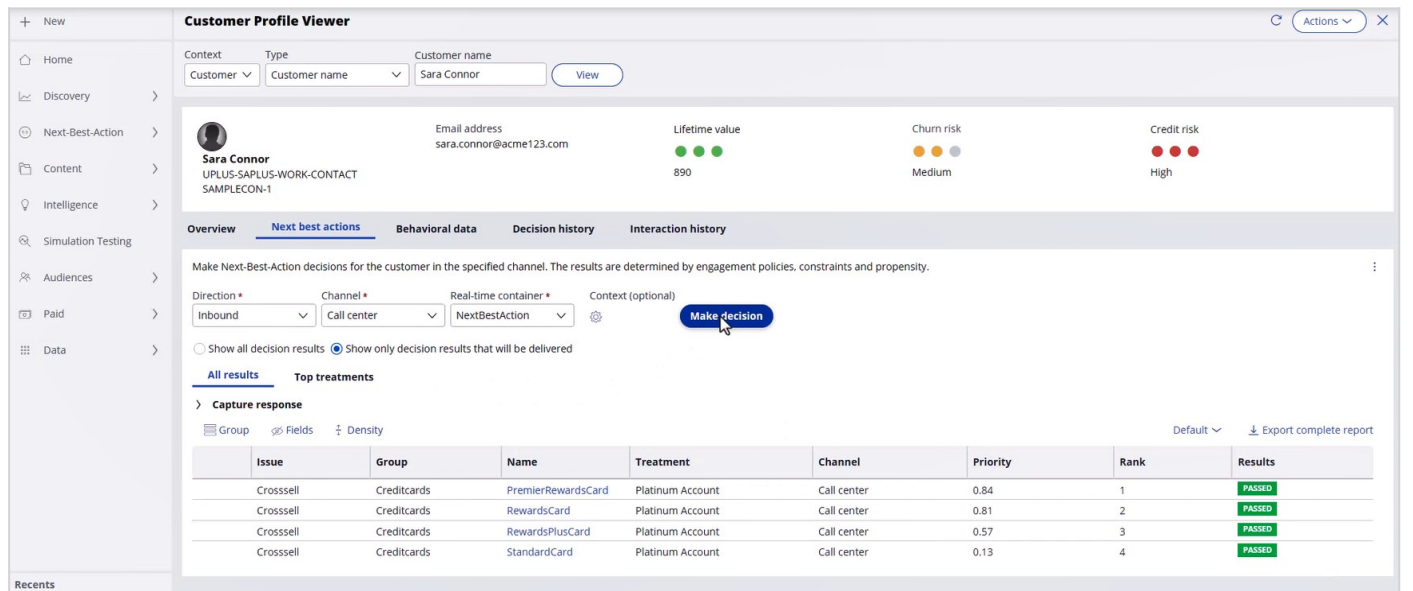 New
Customer Profile Viewer
Actions
Home
Discovery
Next-Best-Action
Content
Intelligence
Simulation Testing
Audiences
Paid
Data
Recents
Context Type Customer name
Customer Customer name Sara Connor View
Email address Lifetime value Churn risk Credit risk
sara.connor@acme123.com
Sara Connor
890 Medium High
UPLUS-SAPLUS-WORK-CONTACT
SAMPLECON-1
Overview Next best actions Behavioral data Decision history Interaction history
Make Next-Best-Action decisions for the customer in the specified channel. The results are determined by engagement policies, constraints and propensity.
Direction * Channel * Real-time container * Context (optional)
Inbound Call center NextBestAction Make decision
Show all decision results Show only decision results that will be delivered
All results Top treatments
Capture response
Group Fields Density Default Export complete report
Issue Group Name Treatment Channel Priority Rank Results
Crosssell Creditcards PremierRewardsCard Platinum Account Call center 0.84 1 PASSED
Crosssell Creditcards RewardsCard Platinum Account Call center 0.81 2 PASSED
Crosssell Creditcards RewardsPlusCard Platinum Account Call center 0.57 3 PASSED
Crosssell Creditcards StandardCard Platinum Account Call center 0.13 4 PASSED